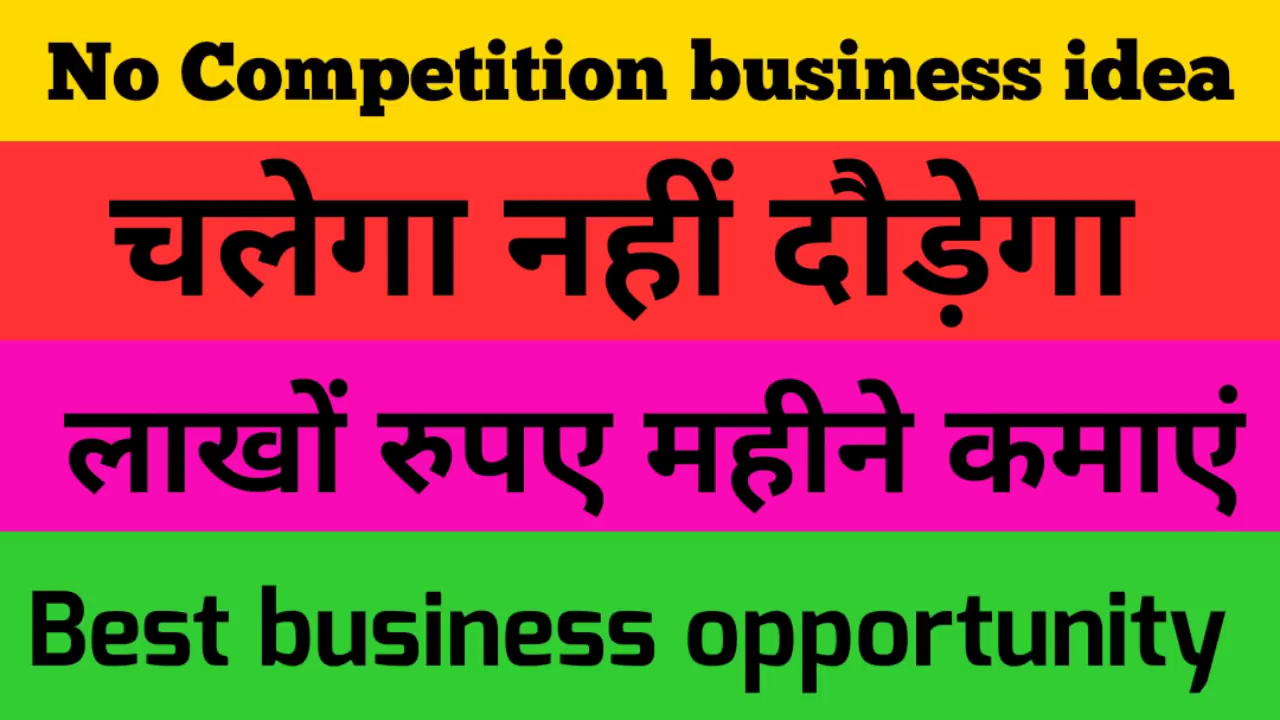 No Competition business idea
चलेगा नहीं दौड़ेगा
लाखों रुपए महीने कमाएं
Best business opportunity